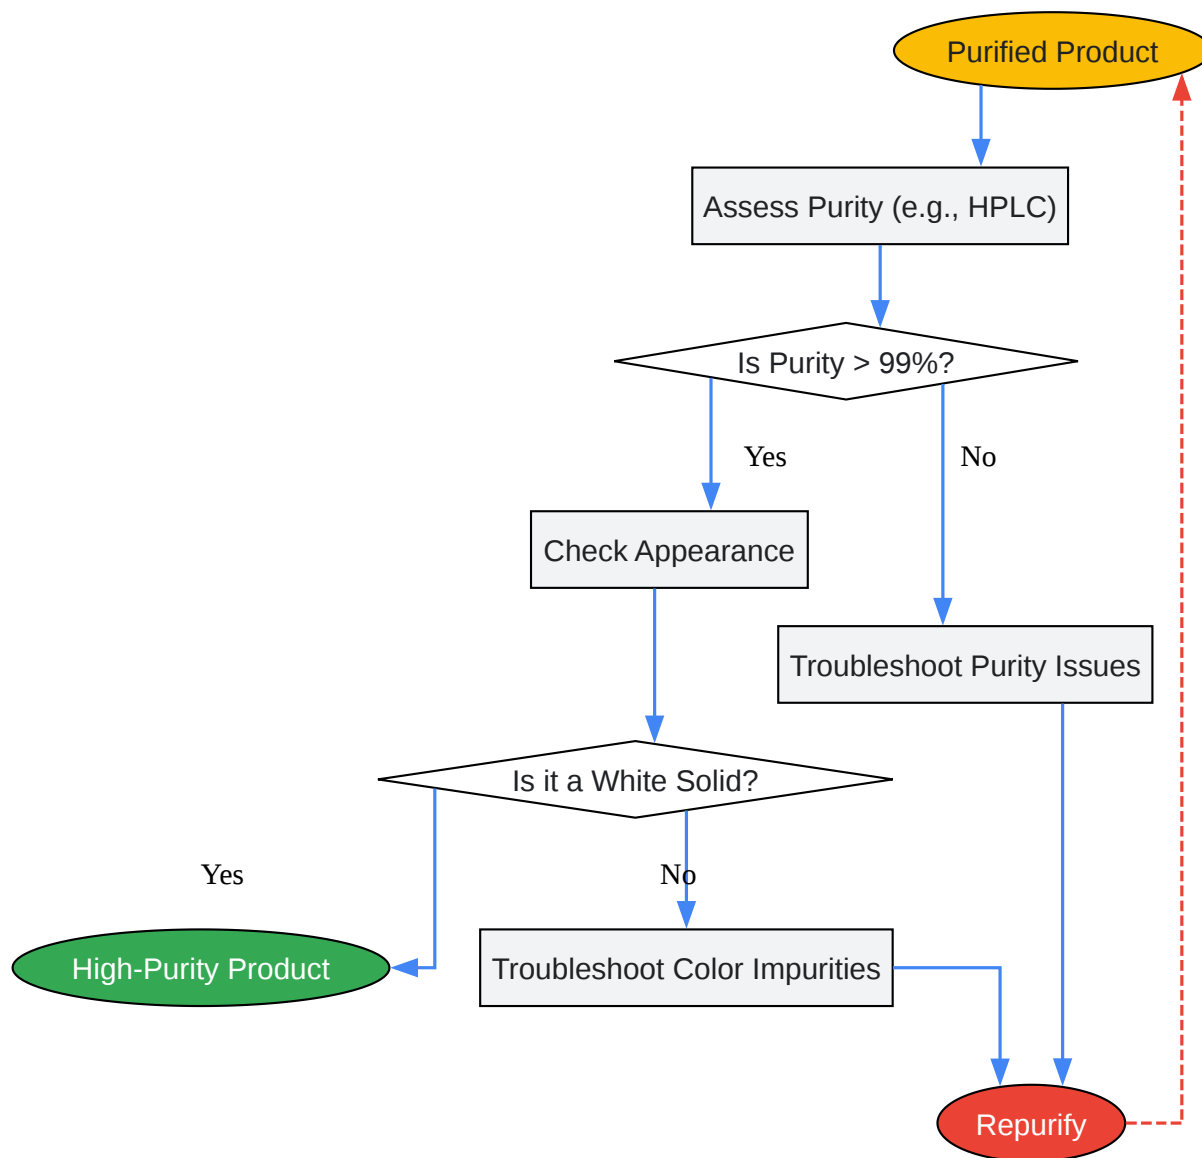 Purified Product
Assess Purity (e.g., HPLC)
Is Purity > 99%?
Yes
No
Check Appearance
Troubleshoot Purity Issues
Is it a White Solid?
Yes
No
High-Purity Product
Troubleshoot Color Impurities
Repurify